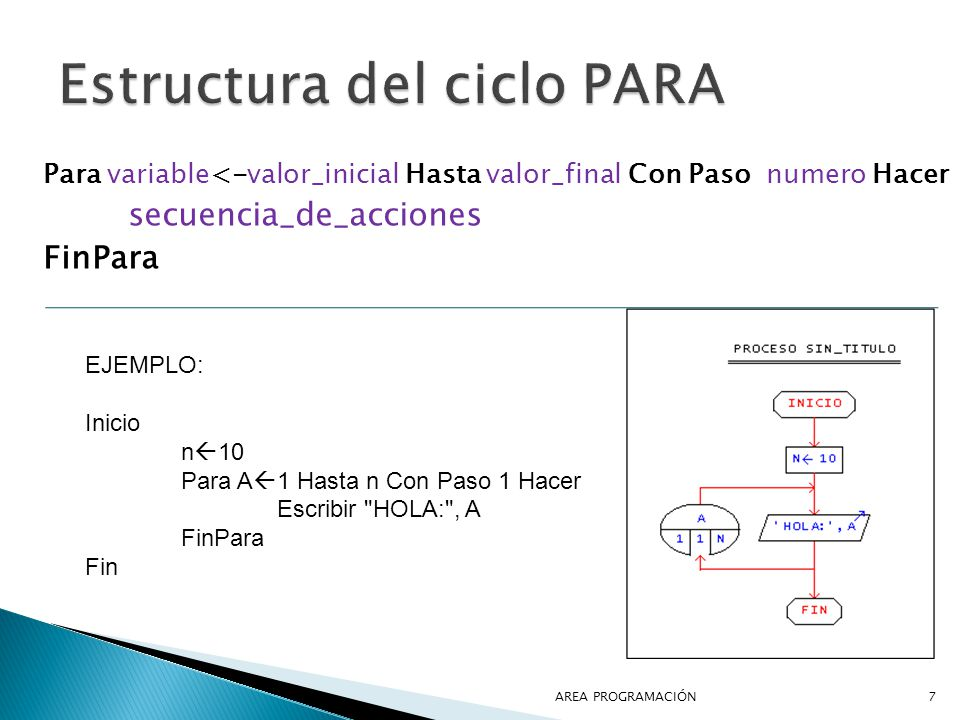 Estructura del ciclo PARA
Para variable<-valor_inicial Hasta valor_final Con Paso numero Hacer
secuencia_de_acciones
FinPara
EJEMPLO:
Inicio
n🡨10
Para A🡨1 Hasta n Con Paso 1 Hacer
Escribir "HOLA:", A
FinPara
Fin
PROCESO SIN_TITULO
INICIO
N← 10
A
1 1 N
'HOLA:', A
FIN
AREA PROGRAMACIÓN 7